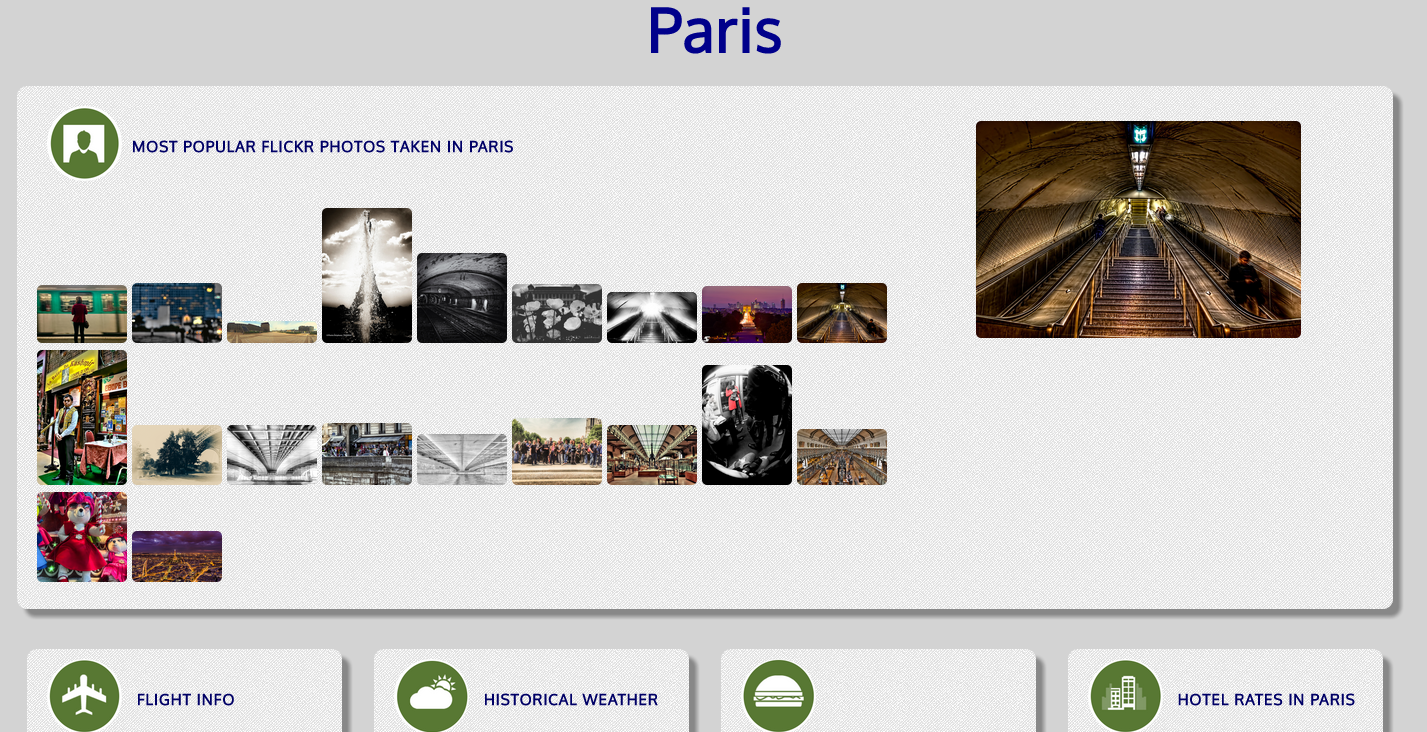 Paris
MOST POPULAR FLICKR PHOTOS TAKEN IN PARIS
FLIGHT INFO
HISTORICAL WEATHER
HOTEL RATES IN PARIS